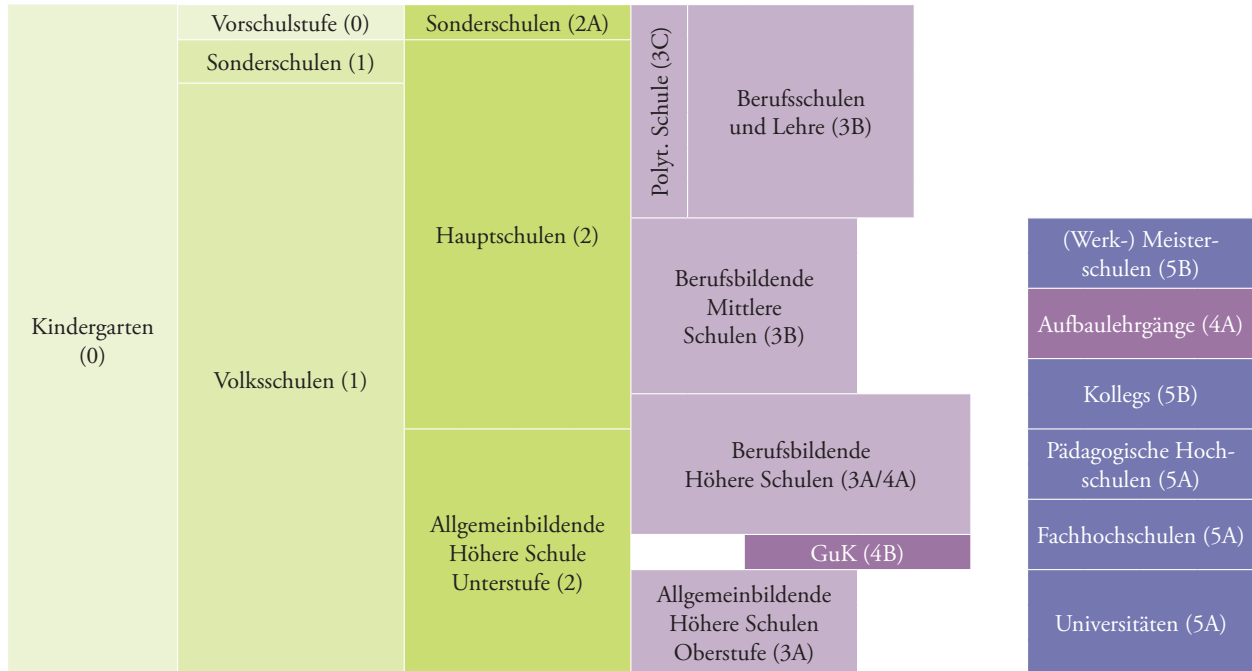 Kindergarten
(0)
Vorschulstufe (0)
Sonderschulen (1)
Volksschulen (1)
Sonderschulen (2A)
Hauptschulen (2)
Allgemeinbildende
Höhere Schule
Unterstufe (2)
Polyt. Schule (3C)
Berufsschulen
und Lehre (3B)
Berufsbildende
Mittlere
Schulen (3B)
Berufsbildende
Höhere Schulen (3A/4A)
GuK (4B)
Allgemeinbildende
Höhere Schulen
Oberstufe (3A)
(Werk-) Meister-
schulen (5B)
Aufbaulehrgänge (4A)
Kollegs (5B)
Pädagogische Hoch-
schulen (5A)
Fachhochschulen (5A)
Universitäten (5A)